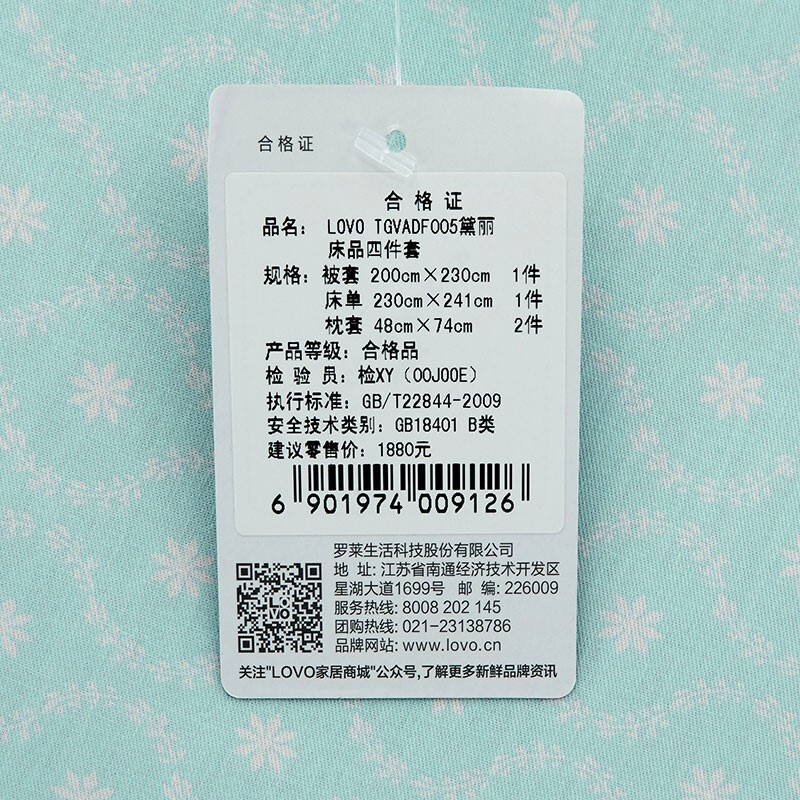 合格证
合格证
品名： LOVO TGVADF005黛丽
床品四件套
规格：被套 200cm×230cm 1件
床单 230cm×241cm 1件
枕套 48cm×74cm 2件
产品等级：合格品
检 验 员：检XY（00J00E）
执行标准：GB/T22844-2009
安全技术类别：GB18401 B类
建议零售价：1880元
6 901974 009126
罗莱生活科技股份有限公司
地 址: 江苏省南通经济技术开发区
星湖大道1699号 邮 编: 226009
服务热线: 8008 202 145
团购热线: 021-23138786
品牌网站: www.lovo.cn
LOVO
关注"LOVO家居商城"公众号,了解更多新鲜品牌资讯